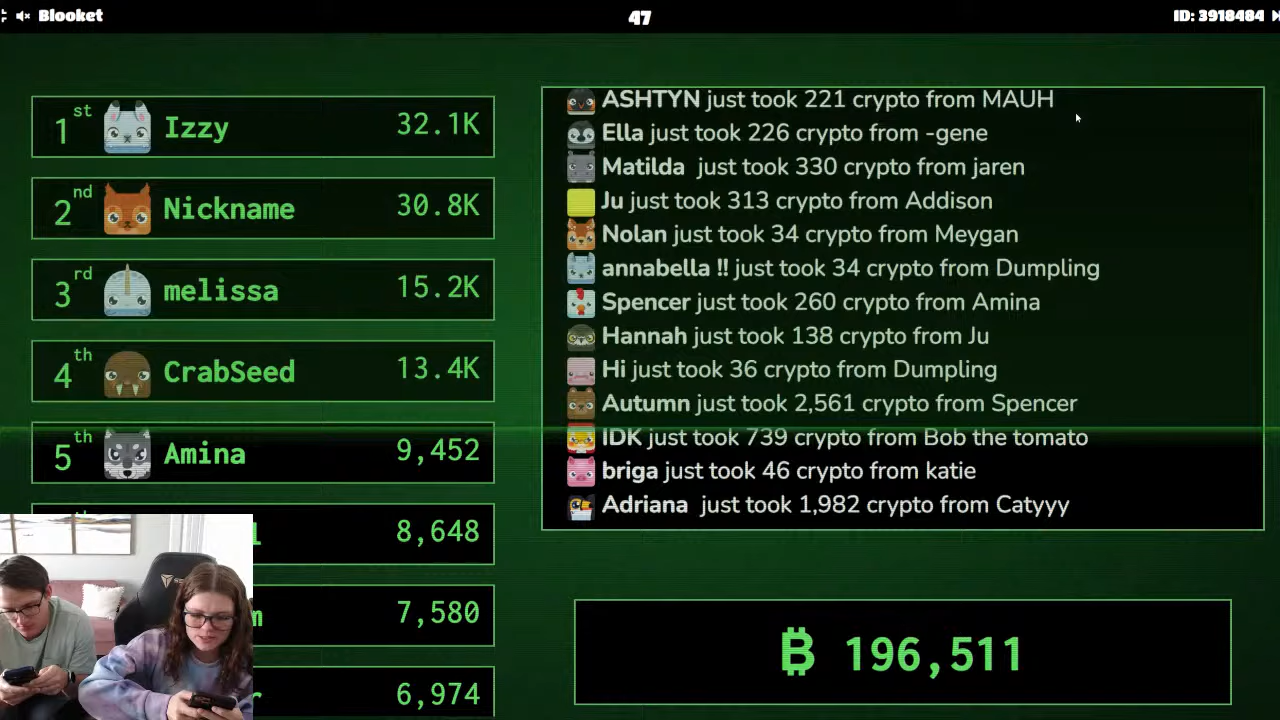 Blooket
47
ID: 3918484
1st Izzy 32.1K
2nd Nickname 30.8K
3rd melissa 15.2K
4th CrabSeed 13.4K
5th Amina 9,452
8,648
7,580
6,974
ASHTYN just took 221 crypto from MAUH
Ella just took 226 crypto from -gene
Matilda just took 330 crypto from jaren
Ju just took 313 crypto from Addison
Nolan just took 34 crypto from Meygan
annabella !! just took 34 crypto from Dumpling
Spencer just took 260 crypto from Amina
Hannah just took 138 crypto from Ju
Hi just took 36 crypto from Dumpling
Autumn just took 2,561 crypto from Spencer
IDK just took 739 crypto from Bob the tomato
briga just took 46 crypto from katie
Adriana just took 1,982 crypto from Catyyy
₿ 196,511